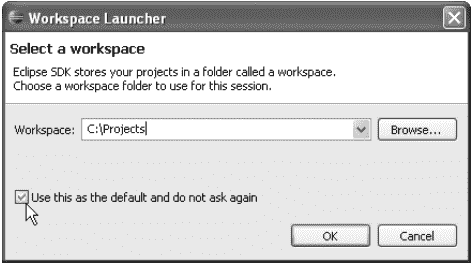 Workspace Launcher
Select a workspace
Eclipse SDK stores your projects in a folder called a workspace.
Choose a workspace folder to use for this session.
Workspace: C:\Projects Browse...
Use this as the default and do not ask again
OK Cancel